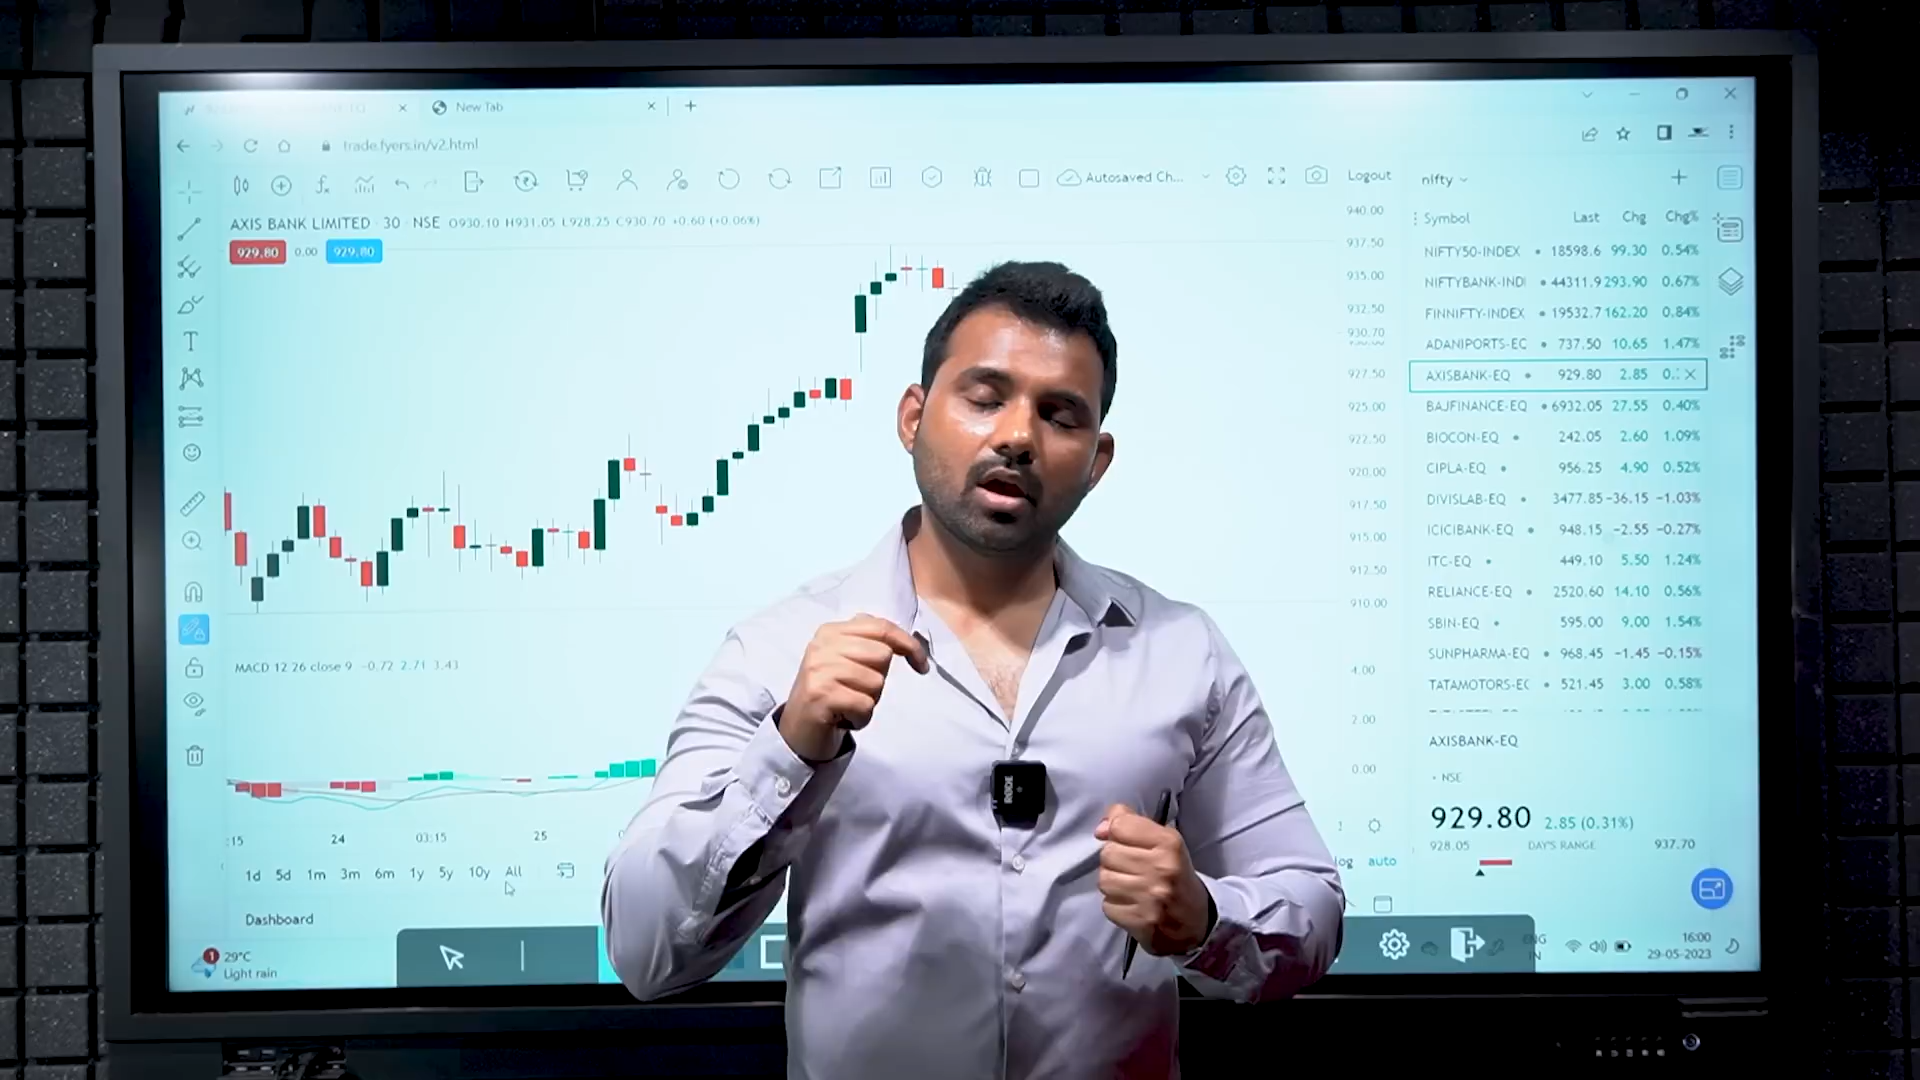 New Tab
trade.fyers.in/v2.html
Autosaved Ch...
Logout
nifty
AXIS BANK LIMITED · 30 · NSE O930.10 H931.05 L928.25 C930.70 +0.60 (+0.06%)
929.80 0.00 929.80
940.00
937.50
935.00
932.50
930.70
927.50
925.00
922.50
920.00
917.50
915.00
912.50
910.00
MACD 12 26 close 9 -0.72 2.71 3.43
4.00
2.00
0.00
:15 24 03:15 25
1d 5d 1m 3m 6m 1y 5y 10y All
log auto
Dashboard
Symbol Last Chg Chg%
NIFTY50-INDEX 18598.6 99.30 0.54%
NIFTYBANK-INDI 44311.9 293.90 0.67%
FINNIFTY-INDEX 19532.7 162.20 0.84%
ADANIPORTS-EC 737.50 10.65 1.47%
AXISBANK-EQ 929.80 2.85 0.:
BAJFINANCE-EQ 6932.05 27.55 0.40%
BIOCON-EQ 242.05 2.60 1.09%
CIPLA-EQ 956.25 4.90 0.52%
DIVISLAB-EQ 3477.85 -36.15 -1.03%
ICICIBANK-EQ 948.15 -2.55 -0.27%
ITC-EQ 449.10 5.50 1.24%
RELIANCE-EQ 2520.60 14.10 0.56%
SBIN-EQ 595.00 9.00 1.54%
SUNPHARMA-EQ 968.45 -1.45 -0.15%
TATAMOTORS-EC 521.45 3.00 0.58%
AXISBANK-EQ
NSE
929.80 2.85 (0.31%)
928.05 DAY'S RANGE 937.70
RODE
1
29°C
Light rain
16:00
29-05-2023